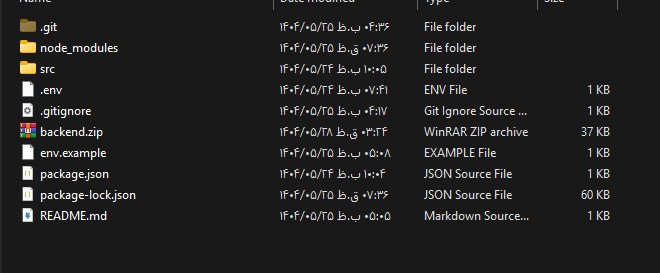 Name Date modified Type Size
.git ۱۴۰۴/۰۵/۲۵ ب.ظ ۰۴:۳۶ File folder
node_modules ۱۴۰۴/۰۵/۲۵ ق.ظ ۰۷:۳۶ File folder
src ۱۴۰۴/۰۵/۲۴ ب.ظ ۱۰:۰۵ File folder
.env ۱۴۰۴/۰۵/۲۴ ب.ظ ۰۷:۴۱ ENV File 1 KB
.gitignore ۱۴۰۴/۰۵/۲۵ ب.ظ ۰۴:۱۷ Git Ignore Source ... 1 KB
backend.zip ۱۴۰۴/۰۵/۲۸ ق.ظ ۰۳:۲۴ WinRAR ZIP archive 37 KB
env.example ۱۴۰۴/۰۵/۲۵ ب.ظ ۰۵:۰۸ EXAMPLE File 1 KB
package.json ۱۴۰۴/۰۵/۲۴ ب.ظ ۱۰:۰۴ JSON Source File 1 KB
package-lock.json ۱۴۰۴/۰۵/۲۵ ق.ظ ۰۷:۳۶ JSON Source File 60 KB
README.md ۱۴۰۴/۰۵/۲۵ ب.ظ ۰۵:۰۵ Markdown Source... 1 KB